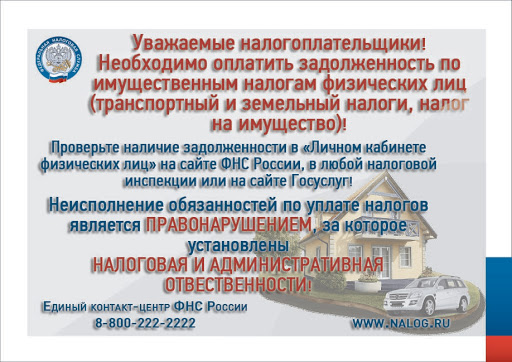 Уважаемые налогоплательщики!
Необходимо оплатить задолженность по
имущественным налогам физических лиц
(транспортный и земельный налоги, налог
на имущество)!
Проверьте наличие задолженности в «Личном кабинете
физических лиц» на сайте ФНС России, в любой налоговой
инспекции или на сайте Госуслуг!
Неисполнение обязанностей по уплате налогов
является ПРАВОНАРУШЕНИЕМ, за которое
установлены
НАЛОГОВАЯ И АДМИНИСТРАТИВНАЯ
ОТВЕСТВЕННОСТИ!
Единый контакт-центр ФНС России
8-800-222-2222
WWW.NALOG.RU